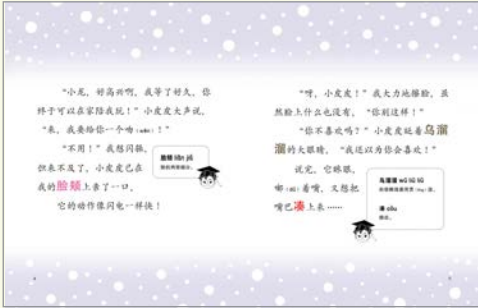 “小龙，好高兴啊，我等了好久，你
终于可以在家陪我玩！”小皮皮大声说，
“来，我要给你一个吻（wěn）！”
“不用！”我想闪躲，
但来不及了，小皮皮已在
我的脸颊上亲了一口。
它的动作像闪电一样快！
脸颊 liǎn jiá
脸的两旁部分。
“呀，小皮皮！”我大力地擦脸，虽
然脸上什么也没有，“你别这样！”
“你不喜欢吗？”小皮皮眨着乌溜
溜的大眼睛，“我还以为你会喜欢！”
说完，它眯眼，
嘟（dū）着嘴，又想把
嘴巴凑上来……
乌溜溜 wū liū liū
凑 còu